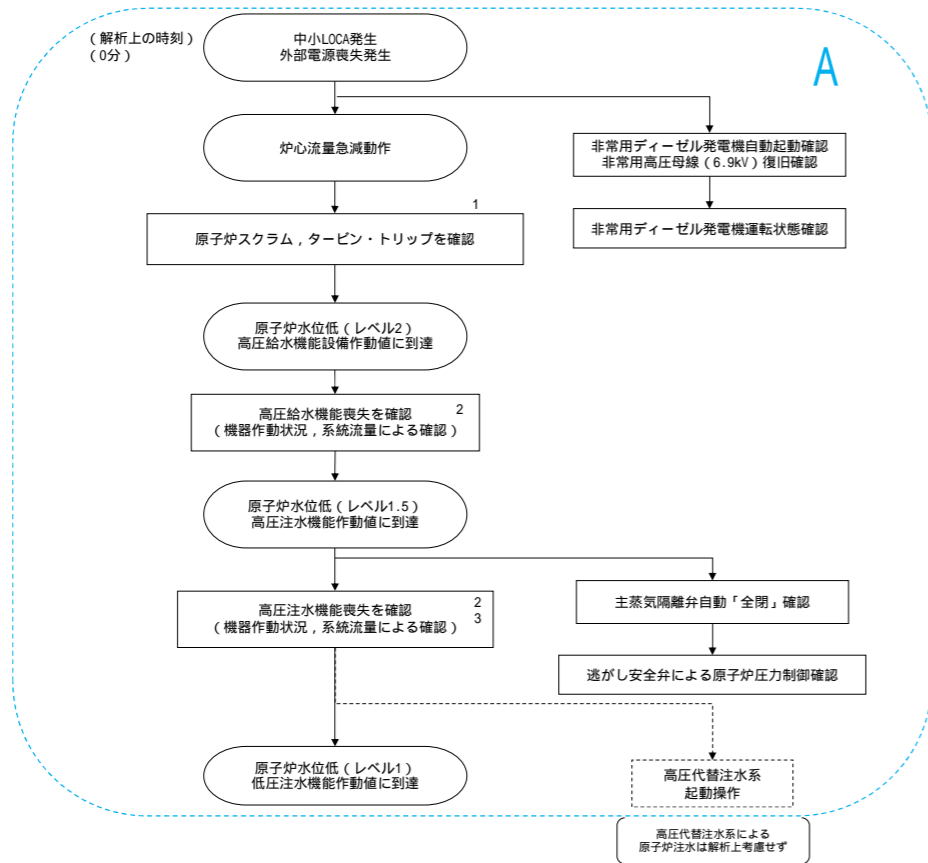 （解析上の時刻）
（0分）
中小LOCA発生
外部電源喪失発生
A
炉心流量急減動作
非常用ディーゼル発電機自動起動確認
非常用高圧母線（6.9kV）復旧確認
1
原子炉スクラム，タービン・トリップを確認
非常用ディーゼル発電機運転状態確認
原子炉水位低（レベル2）
高圧給水機能設備作動値に到達
高圧給水機能喪失を確認
2
（機器作動状況，系統流量による確認）
原子炉水位低（レベル1.5）
高圧注水機能作動値に到達
高圧注水機能喪失を確認
2
（機器作動状況，系統流量による確認）
3
主蒸気隔離弁自動「全閉」確認
逃がし安全弁による原子炉圧力制御確認
原子炉水位低（レベル1）
低圧注水機能作動値に到達
高圧代替注水系
起動操作
高圧代替注水系による
原子炉注水は解析上考慮せず